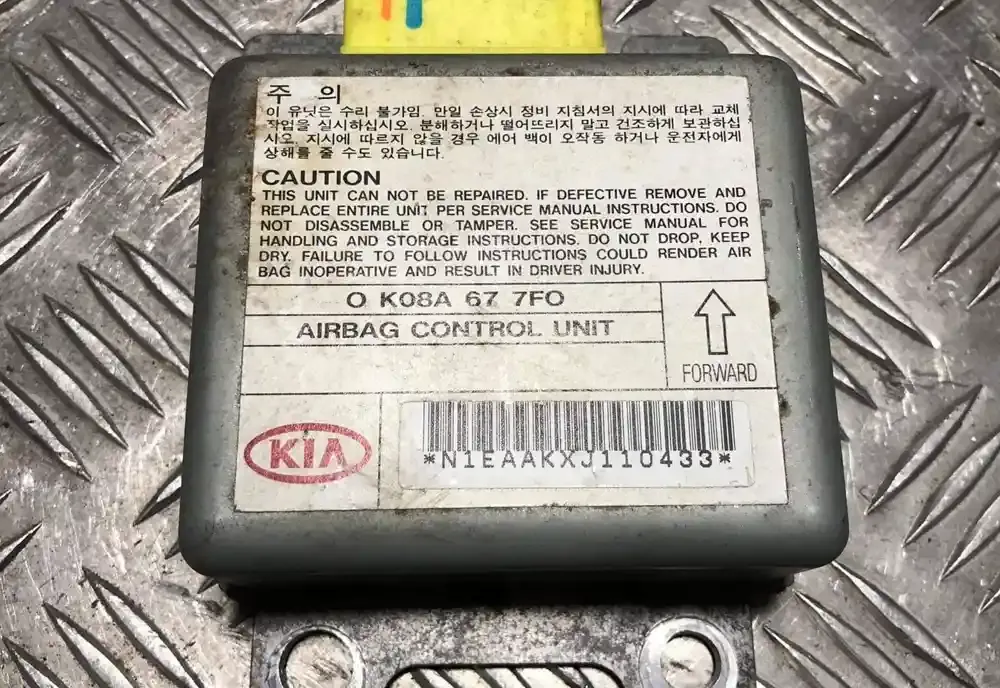 주 의
이 유닛은 수리 불가임. 만일 손상시 정비 지침서의 지시에 따라 교체
작업을 실시하십시오. 분해하거나 떨어뜨리지 말고 건조하게 보관하십
시오. 지시에 따르지 않을 경우 에어 백이 오작동 하거나 운전자에게
상해를 줄 수도 있습니다.
CAUTION
THIS UNIT CAN NOT BE REPAIRED. IF DEFECTIVE REMOVE AND
REPLACE ENTIRE UNIT PER SERVICE MANUAL INSTRUCTIONS. DO
NOT DISASSEMBLE OR TAMPER. SEE SERVICE MANUAL FOR
HANDLING AND STORAGE INSTRUCTIONS. DO NOT DROP, KEEP
DRY. FAILURE TO FOLLOW INSTRUCTIONS COULD RENDER AIR
BAG INOPERATIVE AND RESULT IN DRIVER INJURY.
O K08A 67 7FO
AIRBAG CONTROL UNIT
FORWARD
KIA
*N1EAAKXJ110433*